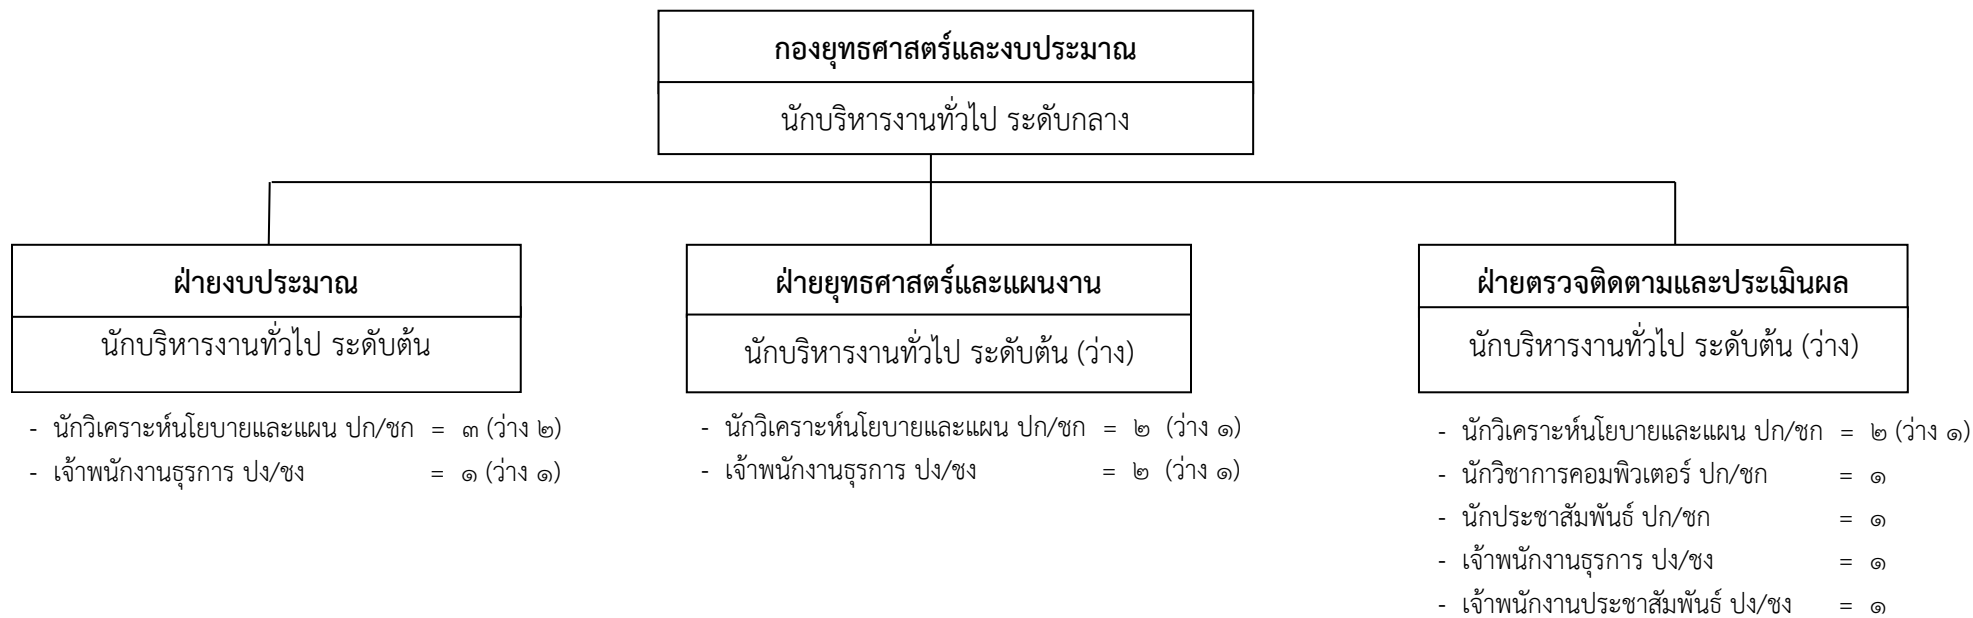 กองยุทธศาสตร์และงบประมาณ
นักบริหารงานทั่วไป ระดับกลาง
ฝ่ายงบประมาณ
นักบริหารงานทั่วไป ระดับต้น
- นักวิเคราะห์นโยบายและแผน ปก/ชก = ๓ (ว่าง ๒)
- เจ้าพนักงานธุรการ ปง/ชง = ๑ (ว่าง ๑)
ฝ่ายยุทธศาสตร์และแผนงาน
นักบริหารงานทั่วไป ระดับต้น (ว่าง)
- นักวิเคราะห์นโยบายและแผน ปก/ชก = ๒ (ว่าง ๑)
- เจ้าพนักงานธุรการ ปง/ชง = ๒ (ว่าง ๑)
ฝ่ายตรวจติดตามและประเมินผล
นักบริหารงานทั่วไป ระดับต้น (ว่าง)
- นักวิเคราะห์นโยบายและแผน ปก/ชก = ๒ (ว่าง ๑)
- นักวิชาการคอมพิวเตอร์ ปก/ชก = ๑
- นักประชาสัมพันธ์ ปก/ชก = ๑
- เจ้าพนักงานธุรการ ปง/ชง = ๑
- เจ้าพนักงานประชาสัมพันธ์ ปง/ชง = ๑